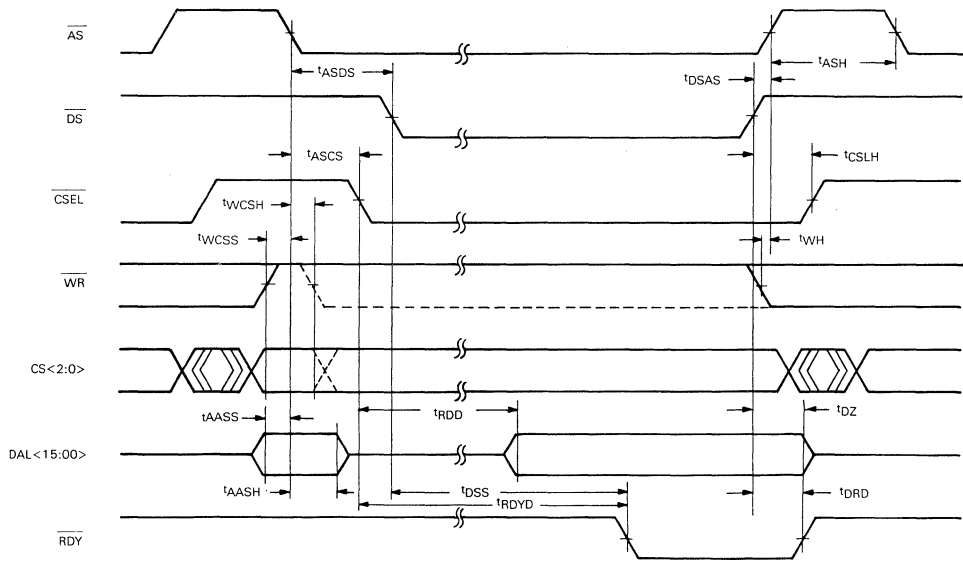 AS
tASDS
tDSAS
tASH
DS
tASCS
tCSLH
CSEL
tWCSH
tWCSS
tWH
WR
CS<2:0>
tAASS
tRDD
tDZ
DAL<15:00>
tAASH
tDSS
tRDYD
tDRD
RDY